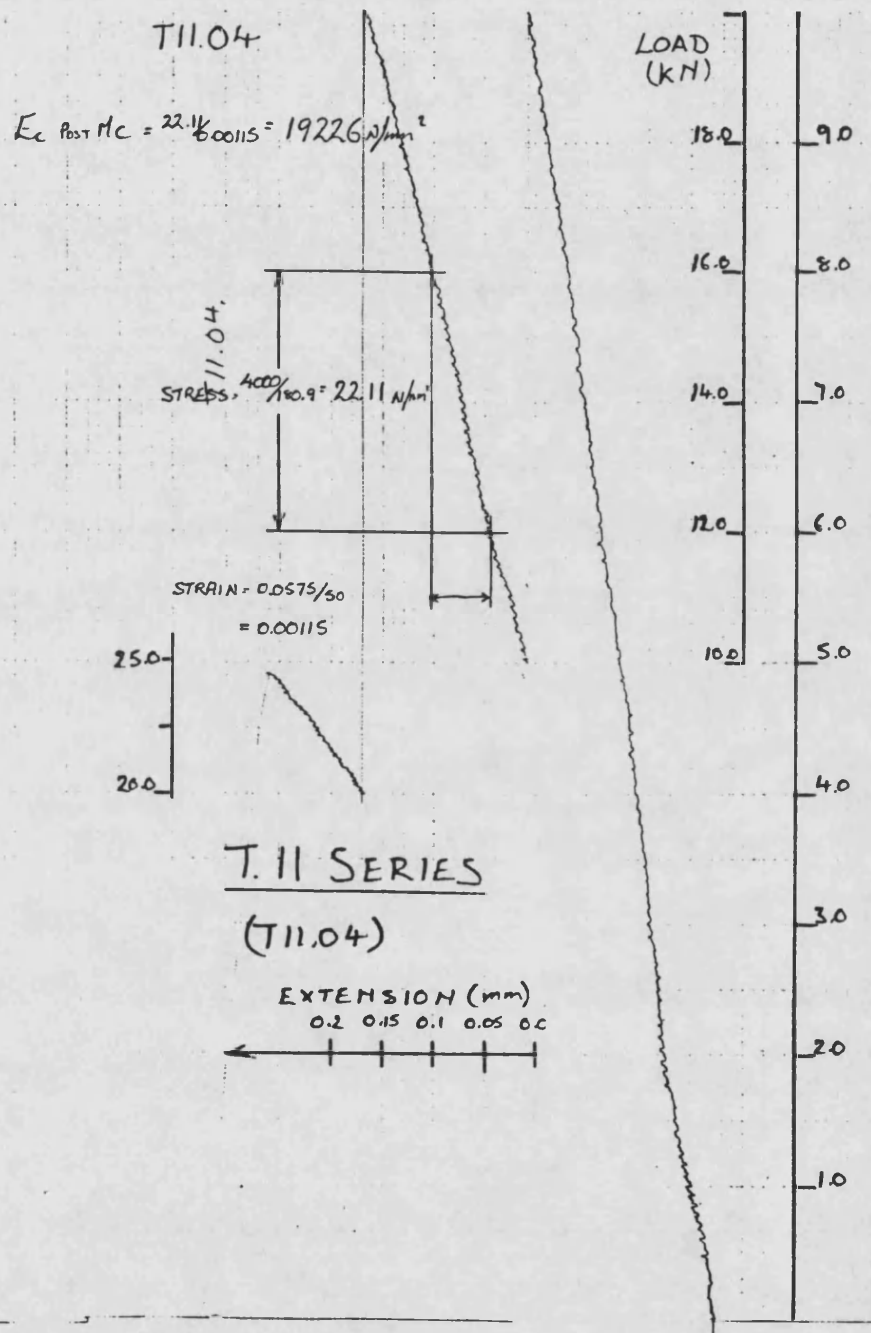 T11.04
LOAD
(KN)
Ec POST MC = 22.11/0.00115 = 19226 N/mm²
18.0
9.0
16.0
8.0
T11.04.
STRESS, 4000/180.9 = 22.11 N/mm²
14.0
7.0
12.0
6.0
STRAIN = 0.0575/50
= 0.00115
25.0
10.0
5.0
20.0
4.0
T.11 SERIES
(T11.04)
3.0
EXTENSION (mm)
0.2 0.15 0.1 0.05 0.0
2.0
1.0